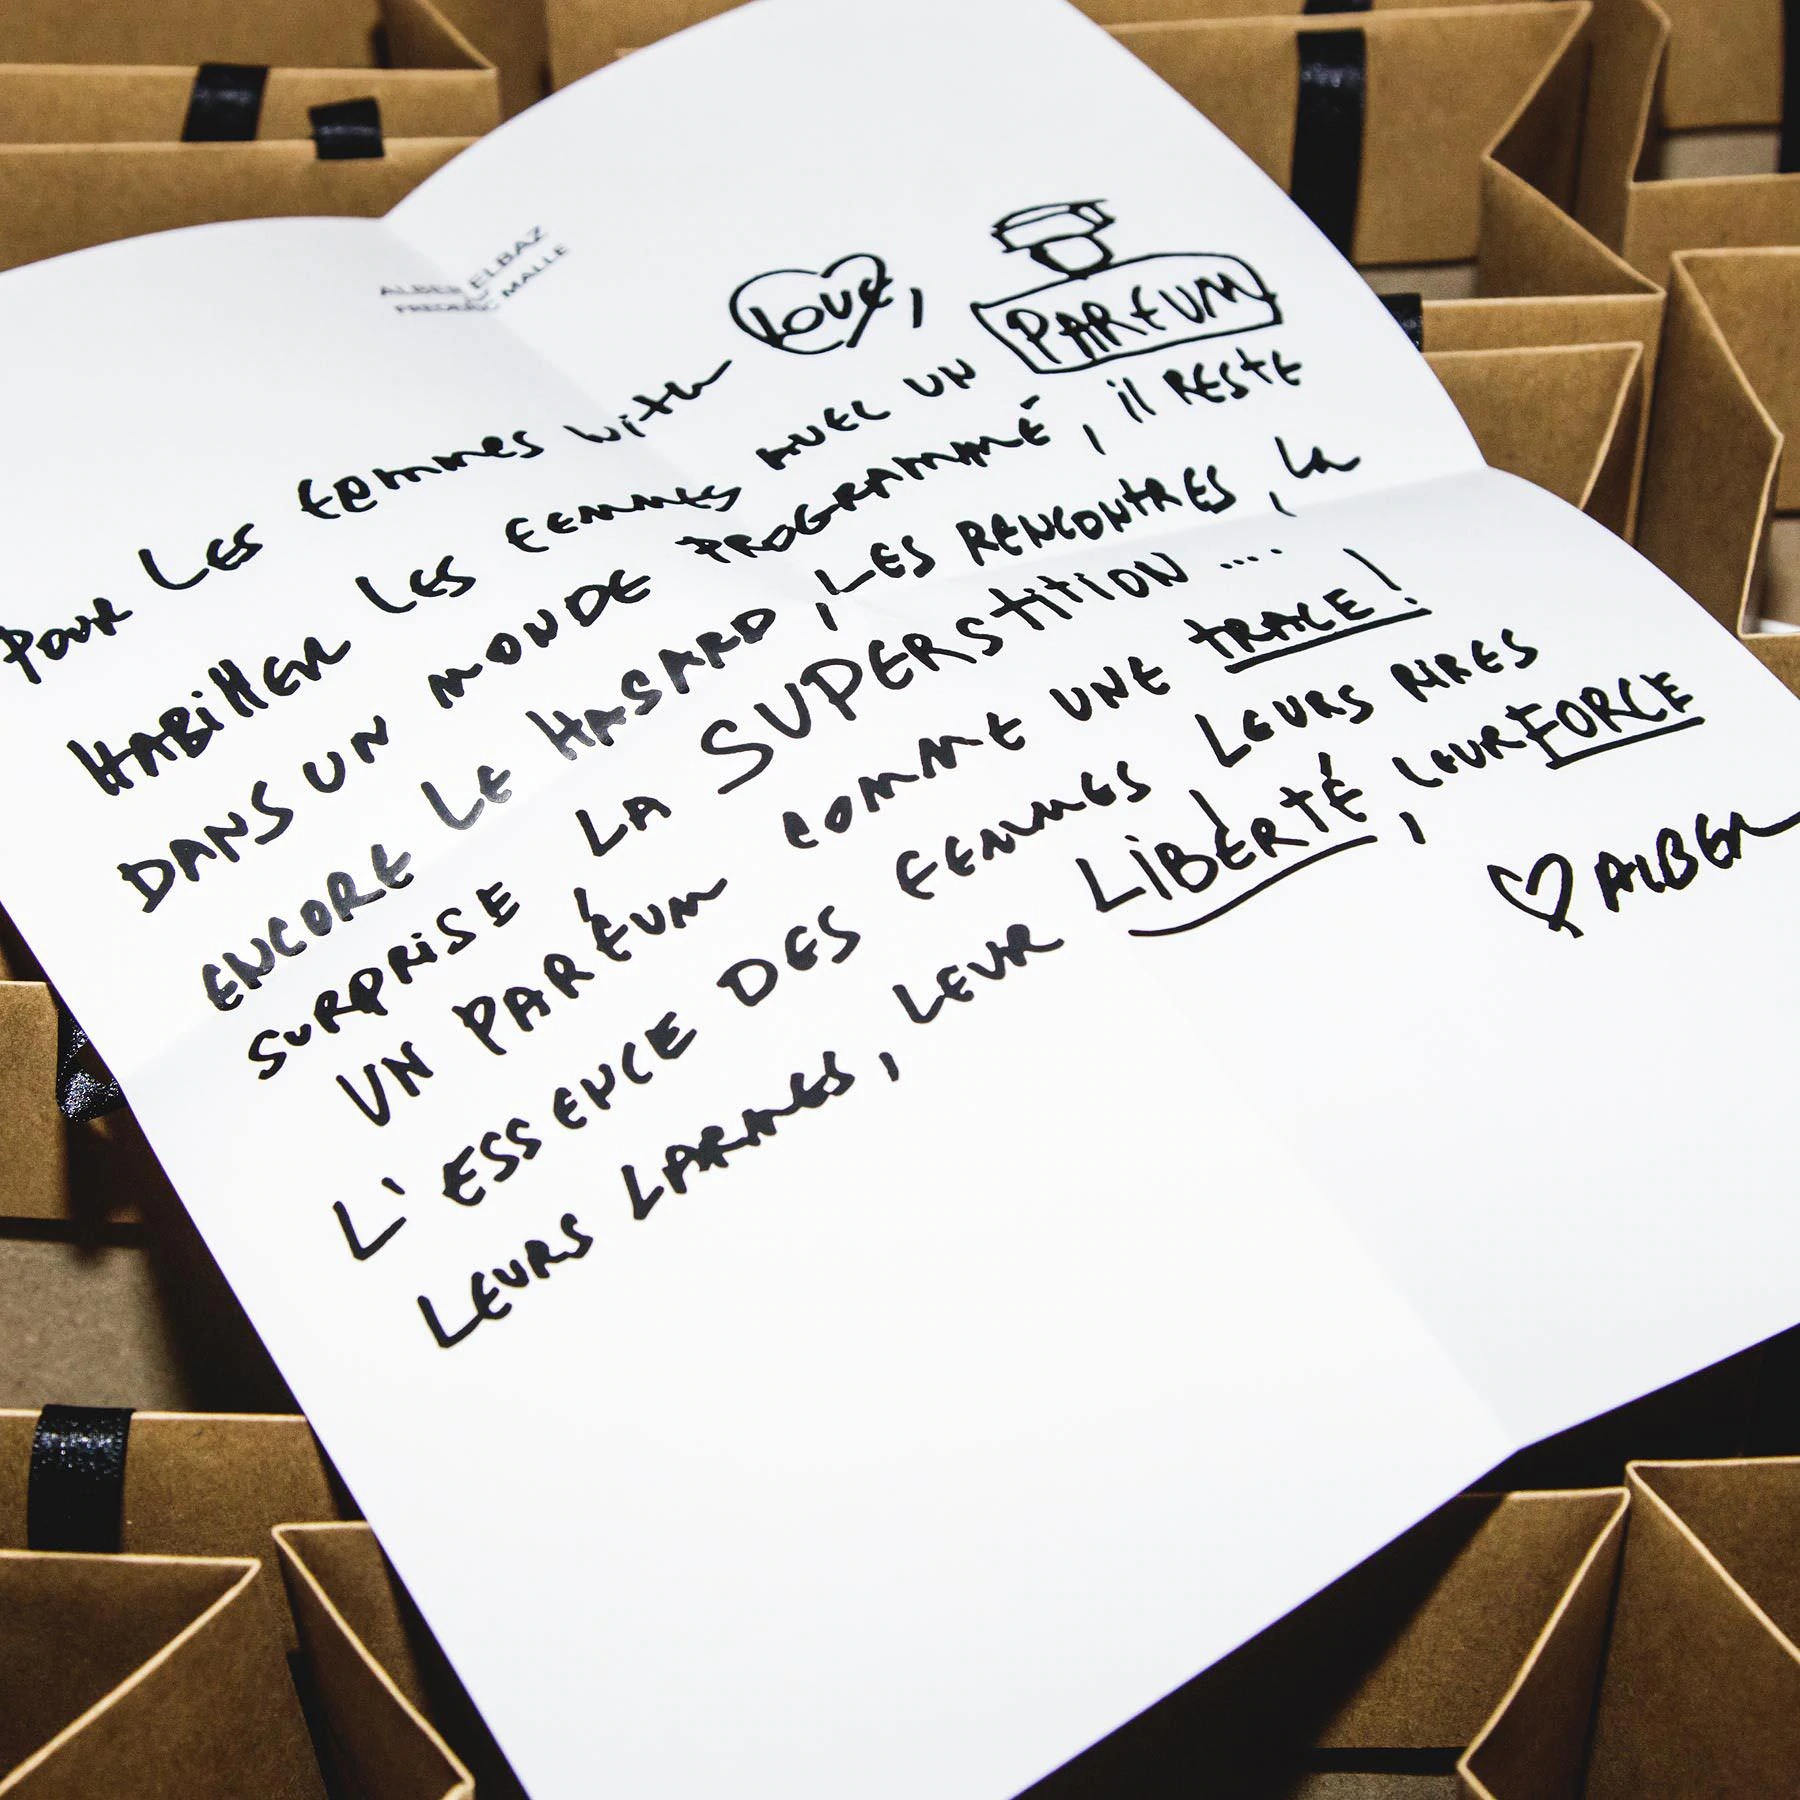 ALBER ELBAZ
FREDERIC MALLE
Pour LES femmes with LOVE,
HABILLER LES FEMMES AVEC UN PARFUM
DANS UN MONDE PROGRAMMÉ, il RESTE
ENCORE LE HASARD, LES RENCONTRES, La
SURPRISE LA SUPERSTITION ....
UN PARFUM COMME UNE TRACE!
L'ESSENCE DES FEMMES LEURS RIRES
LEURS LARMES, LEUR LIBERTÉ, LEUR FORCE
ALBER